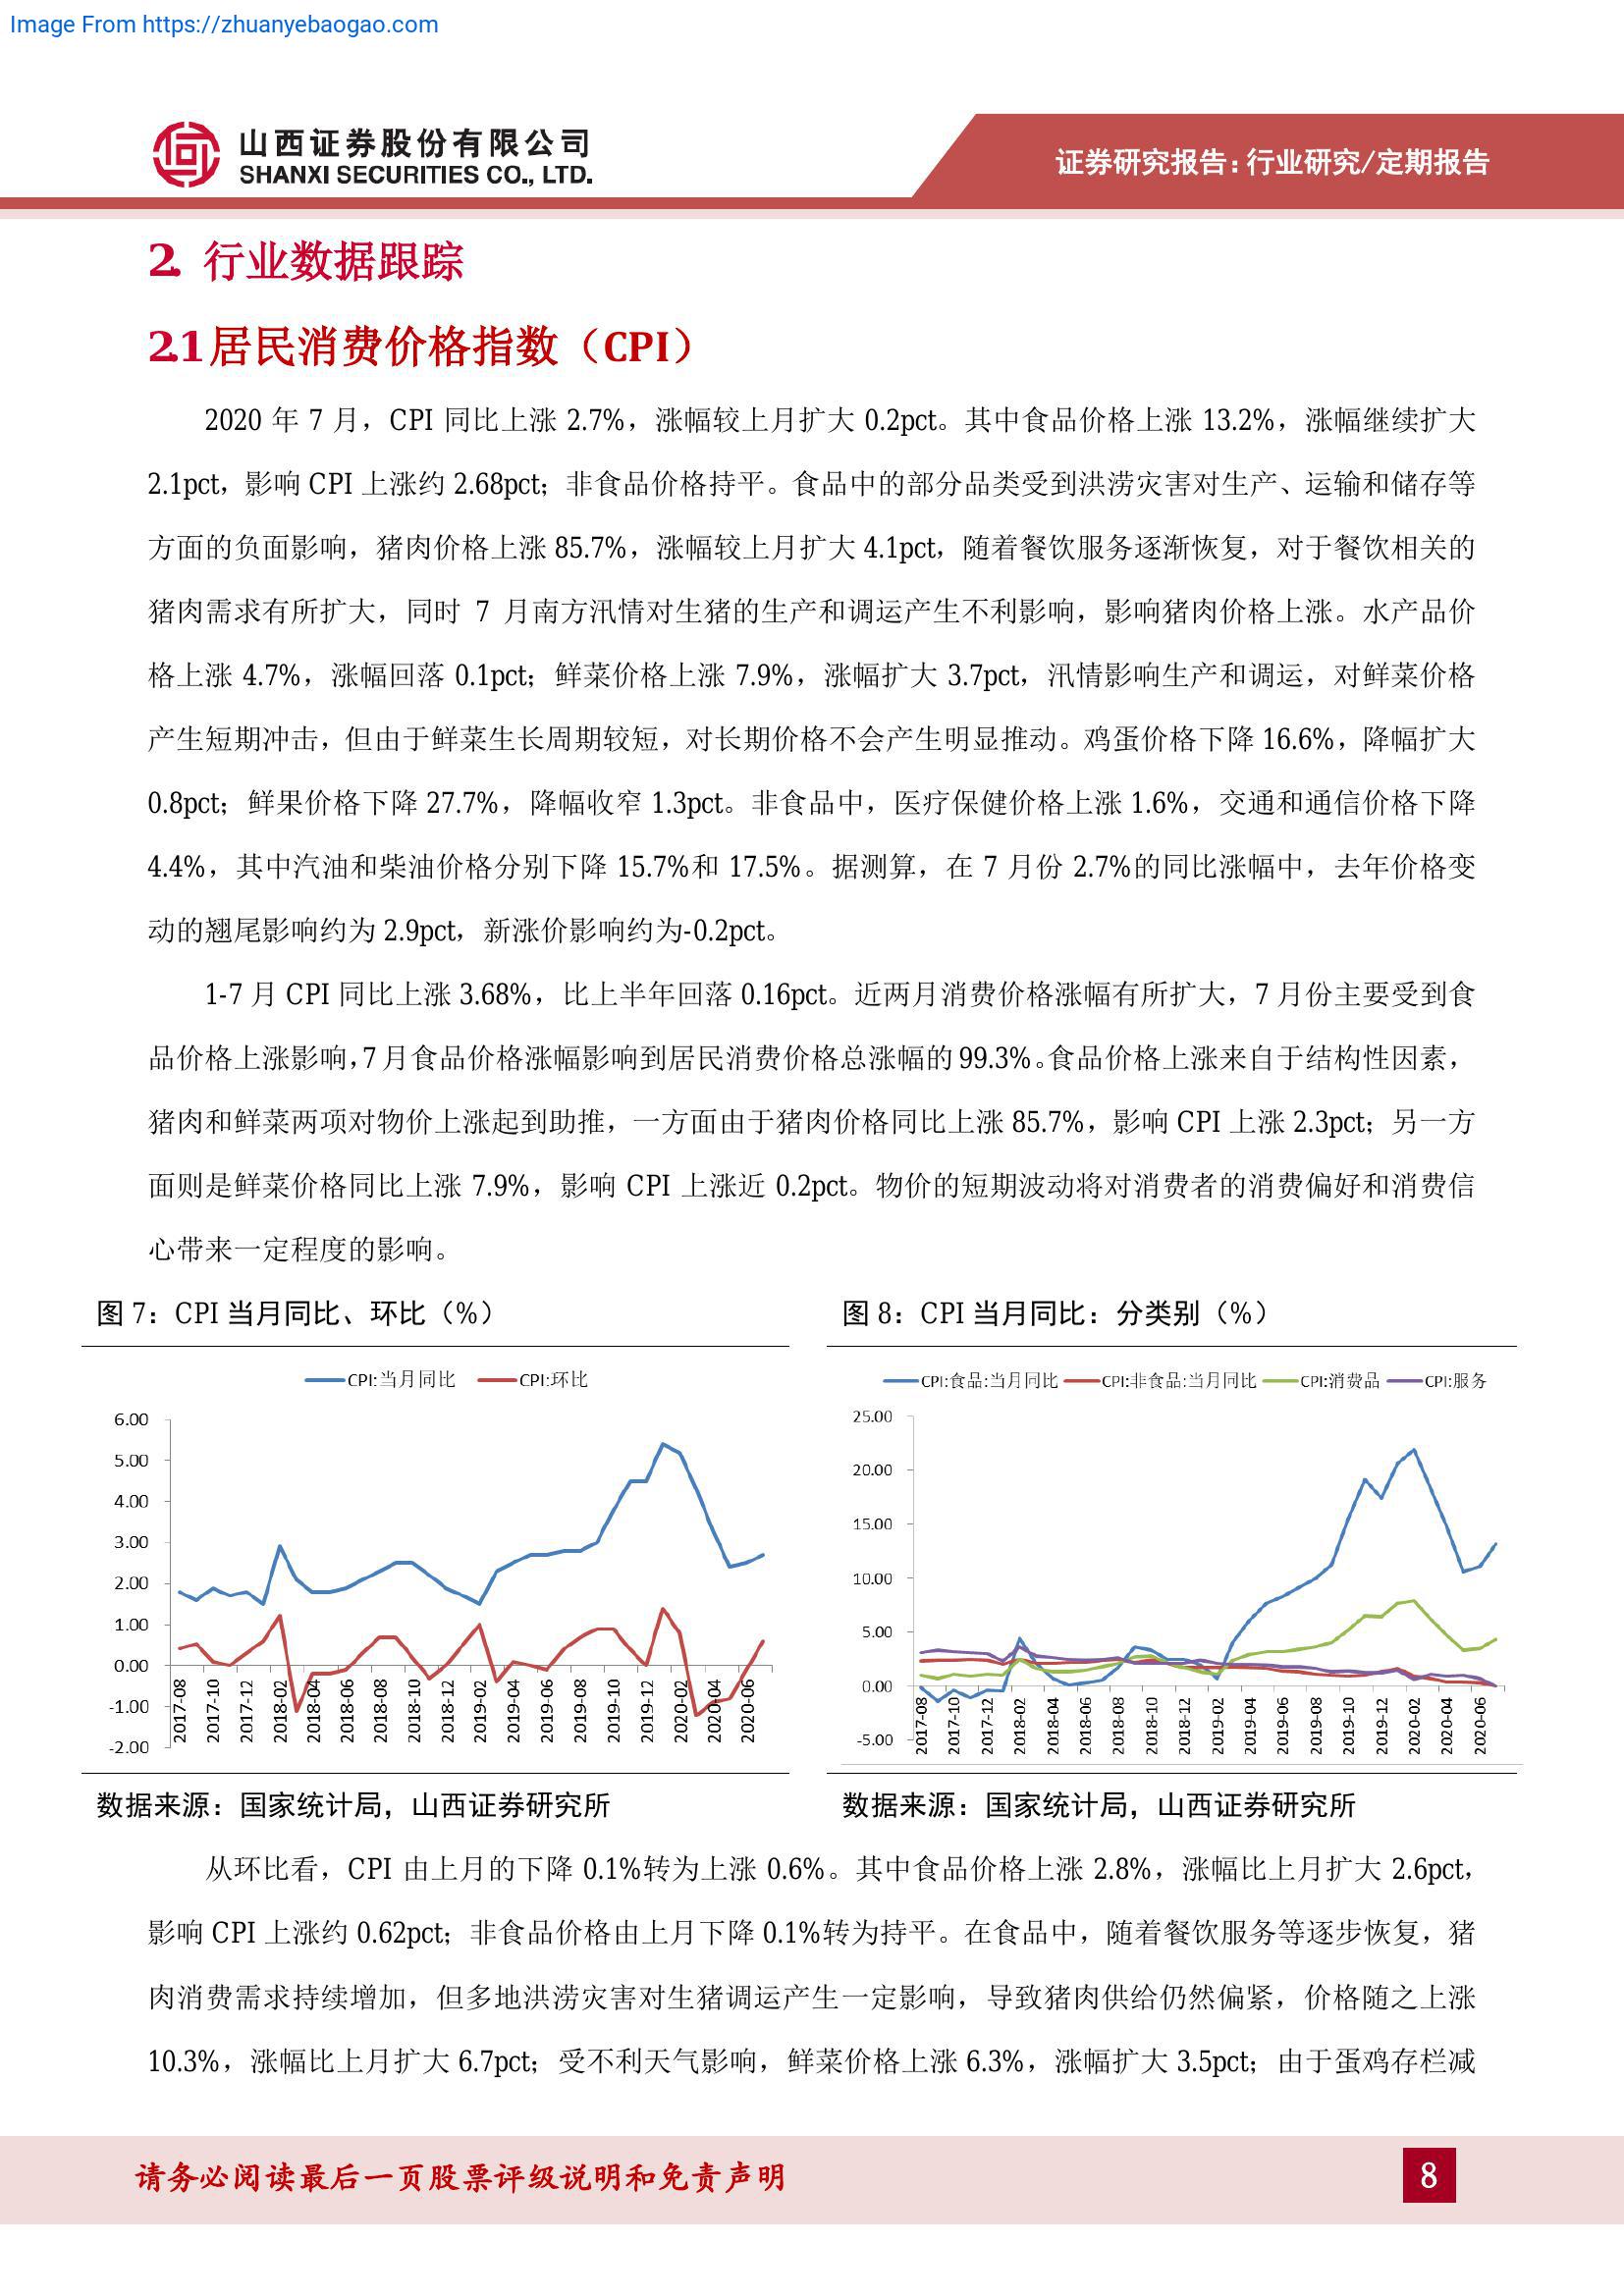 Image From https://zhuanyebaogao.com
山西证券股份有限公司
SHANXI SECURITIES CO., LTD.
证券研究报告：行业研究/定期报告
2. 行业数据跟踪
2.1居民消费价格指数（CPI）
2020 年 7 月，CPI 同比上涨 2.7%，涨幅较上月扩大 0.2pct。其中食品价格上涨 13.2%，涨幅继续扩大
2.1pct，影响 CPI 上涨约 2.68pct；非食品价格持平。食品中的部分品类受到洪涝灾害对生产、运输和储存等
方面的负面影响，猪肉价格上涨 85.7%，涨幅较上月扩大 4.1pct，随着餐饮服务逐渐恢复，对于餐饮相关的
猪肉需求有所扩大，同时 7 月南方汛情对生猪的生产和调运产生不利影响，影响猪肉价格上涨。水产品价
格上涨 4.7%，涨幅回落 0.1pct；鲜菜价格上涨 7.9%，涨幅扩大 3.7pct，汛情影响生产和调运，对鲜菜价格
产生短期冲击，但由于鲜菜生长周期较短，对长期价格不会产生明显推动。鸡蛋价格下降 16.6%，降幅扩大
0.8pct；鲜果价格下降 27.7%，降幅收窄 1.3pct。非食品中，医疗保健价格上涨 1.6%，交通和通信价格下降
4.4%，其中汽油和柴油价格分别下降 15.7%和 17.5%。据测算，在 7 月份 2.7%的同比涨幅中，去年价格变
动的翘尾影响约为 2.9pct，新涨价影响约为-0.2pct。
1-7 月 CPI 同比上涨 3.68%，比上半年回落 0.16pct。近两月消费价格涨幅有所扩大，7 月份主要受到食
品价格上涨影响，7 月食品价格涨幅影响到居民消费价格总涨幅的 99.3%。食品价格上涨来自于结构性因素，
猪肉和鲜菜两项对物价上涨起到助推，一方面由于猪肉价格同比上涨 85.7%，影响 CPI 上涨 2.3pct；另一方
面则是鲜菜价格同比上涨 7.9%，影响 CPI 上涨近 0.2pct。物价的短期波动将对消费者的消费偏好和消费信
心带来一定程度的影响。
图 7：CPI 当月同比、环比（%）
CPI:当月同比 CPI:环比
6.00
5.00
4.00
3.00
2.00
1.00
0.00
-1.00
-2.00
2017-08 2017-10 2017-12 2018-02 2018-04 2018-06 2018-08 2018-10 2018-12 2019-02 2019-04 2019-06 2019-08 2019-10 2019-12 2020-02 2020-04 2020-06
数据来源：国家统计局，山西证券研究所
图 8：CPI 当月同比：分类别（%）
CPI:食品:当月同比 CPI:非食品:当月同比 CPI:消费品 CPI:服务
25.00
20.00
15.00
10.00
5.00
0.00
-5.00
2017-08 2017-10 2017-12 2018-02 2018-04 2018-06 2018-08 2018-10 2018-12 2019-02 2019-04 2019-06 2019-08 2019-10 2019-12 2020-02 2020-04 2020-06
数据来源：国家统计局，山西证券研究所
从环比看，CPI 由上月的下降 0.1%转为上涨 0.6%。其中食品价格上涨 2.8%，涨幅比上月扩大 2.6pct，
影响 CPI 上涨约 0.62pct；非食品价格由上月下降 0.1%转为持平。在食品中，随着餐饮服务等逐步恢复，猪
肉消费需求持续增加，但多地洪涝灾害对生猪调运产生一定影响，导致猪肉供给仍然偏紧，价格随之上涨
10.3%，涨幅比上月扩大 6.7pct；受不利天气影响，鲜菜价格上涨 6.3%，涨幅扩大 3.5pct；由于蛋鸡存栏减
请务必阅读最后一页股票评级说明和免责声明
8